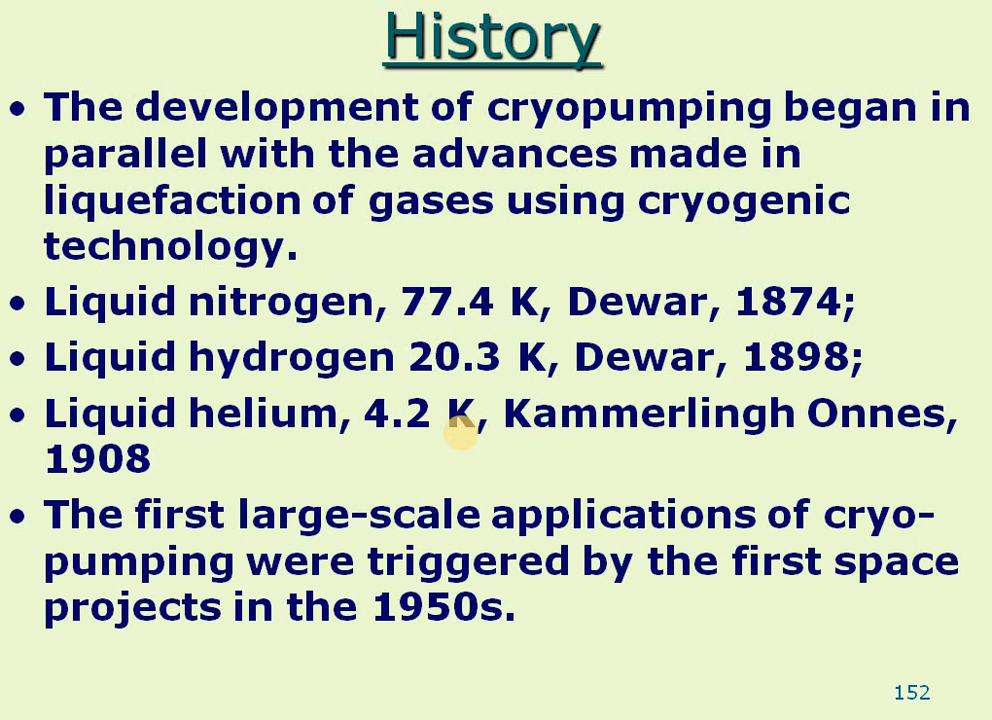 History
• The development of cryopumping began in
parallel with the advances made in
liquefaction of gases using cryogenic
technology.
• Liquid nitrogen, 77.4 K, Dewar, 1874;
• Liquid hydrogen 20.3 K, Dewar, 1898;
• Liquid helium, 4.2 K, Kammerlingh Onnes,
1908
• The first large-scale applications of cryo-
pumping were triggered by the first space
projects in the 1950s.
152